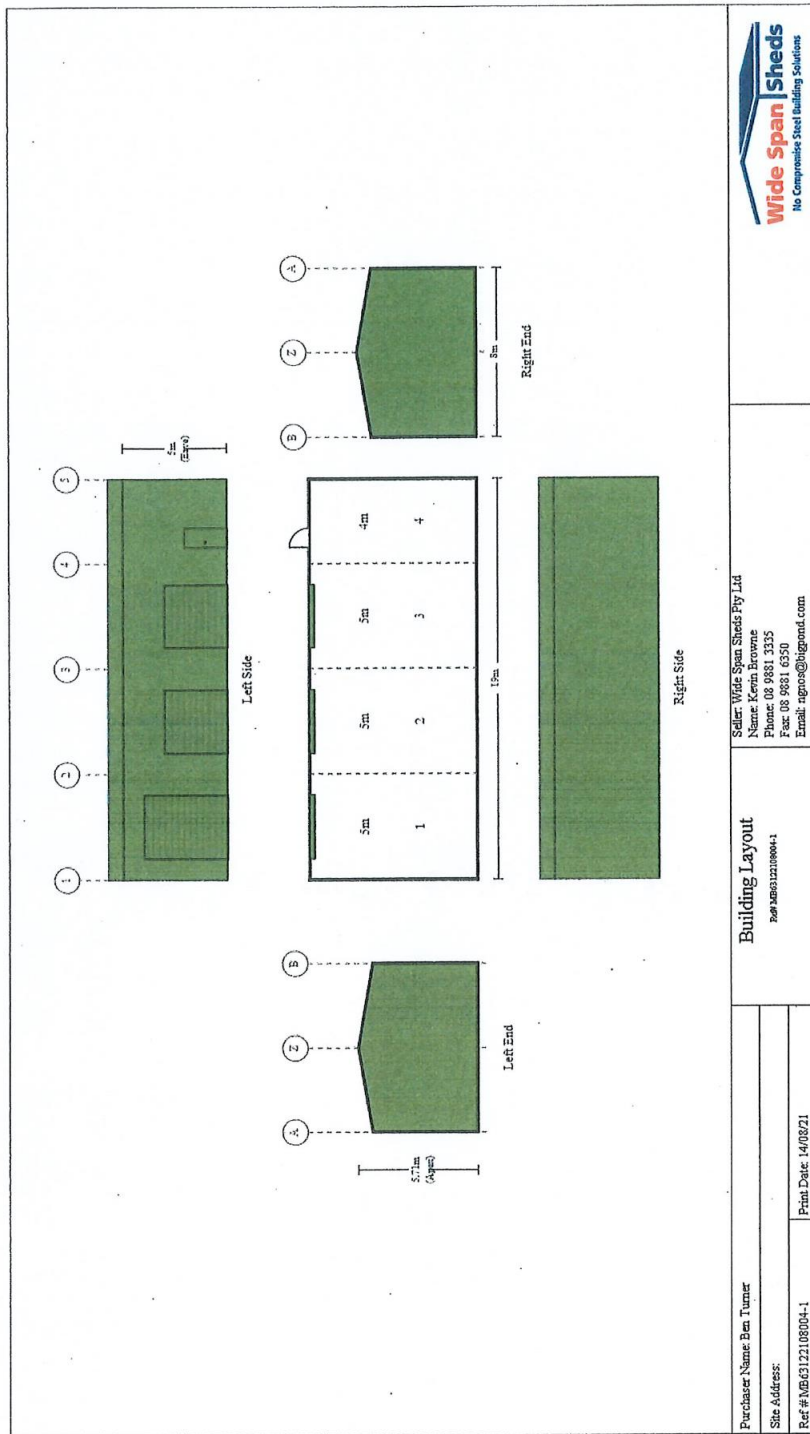 1
2
3
4
5
5m
(Eave)
Left Side
A
Z
B
5.71m
(Apex)
Left End
5m
5m
5m
4m
1
2
3
4
19m
B
Z
A
8m
Right End
Right Side
Purchaser Name: Ben Turner
Site Address:
Ref # MB63122108004-1
Print Date: 14/08/21
Building Layout
Ref# MB63122108004-1
Seller: Wide Span Sheds Pty Ltd
Name: Kevin Browne
Phone: 08 9881 3335
Fax: 08 9881 6350
Email: ngnos@bigpond.com
Wide Span Sheds
No Compromise Steel Building Solutions